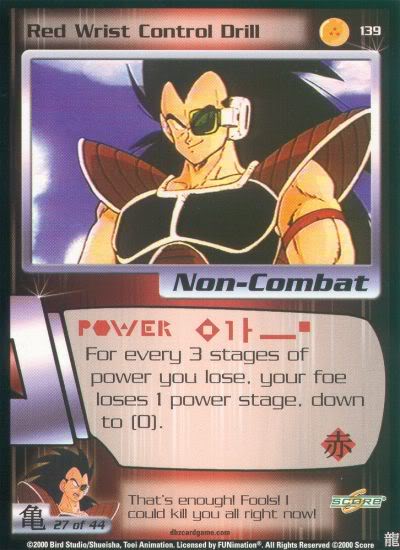 Red Wrist Control Drill
139
Non-Combat
POWER
For every 3 stages of
power you lose, your foe
loses 1 power stage, down
to (0).
赤
亀
27 of 44
That's enough! Fools! I
could kill you all right now!
SCORE
dbzcardgame.com
©2000 Bird Studio/Shueisha, Toei Animation. Licensed by FUNimation®. All Rights Reserved ©2000 Score
龍